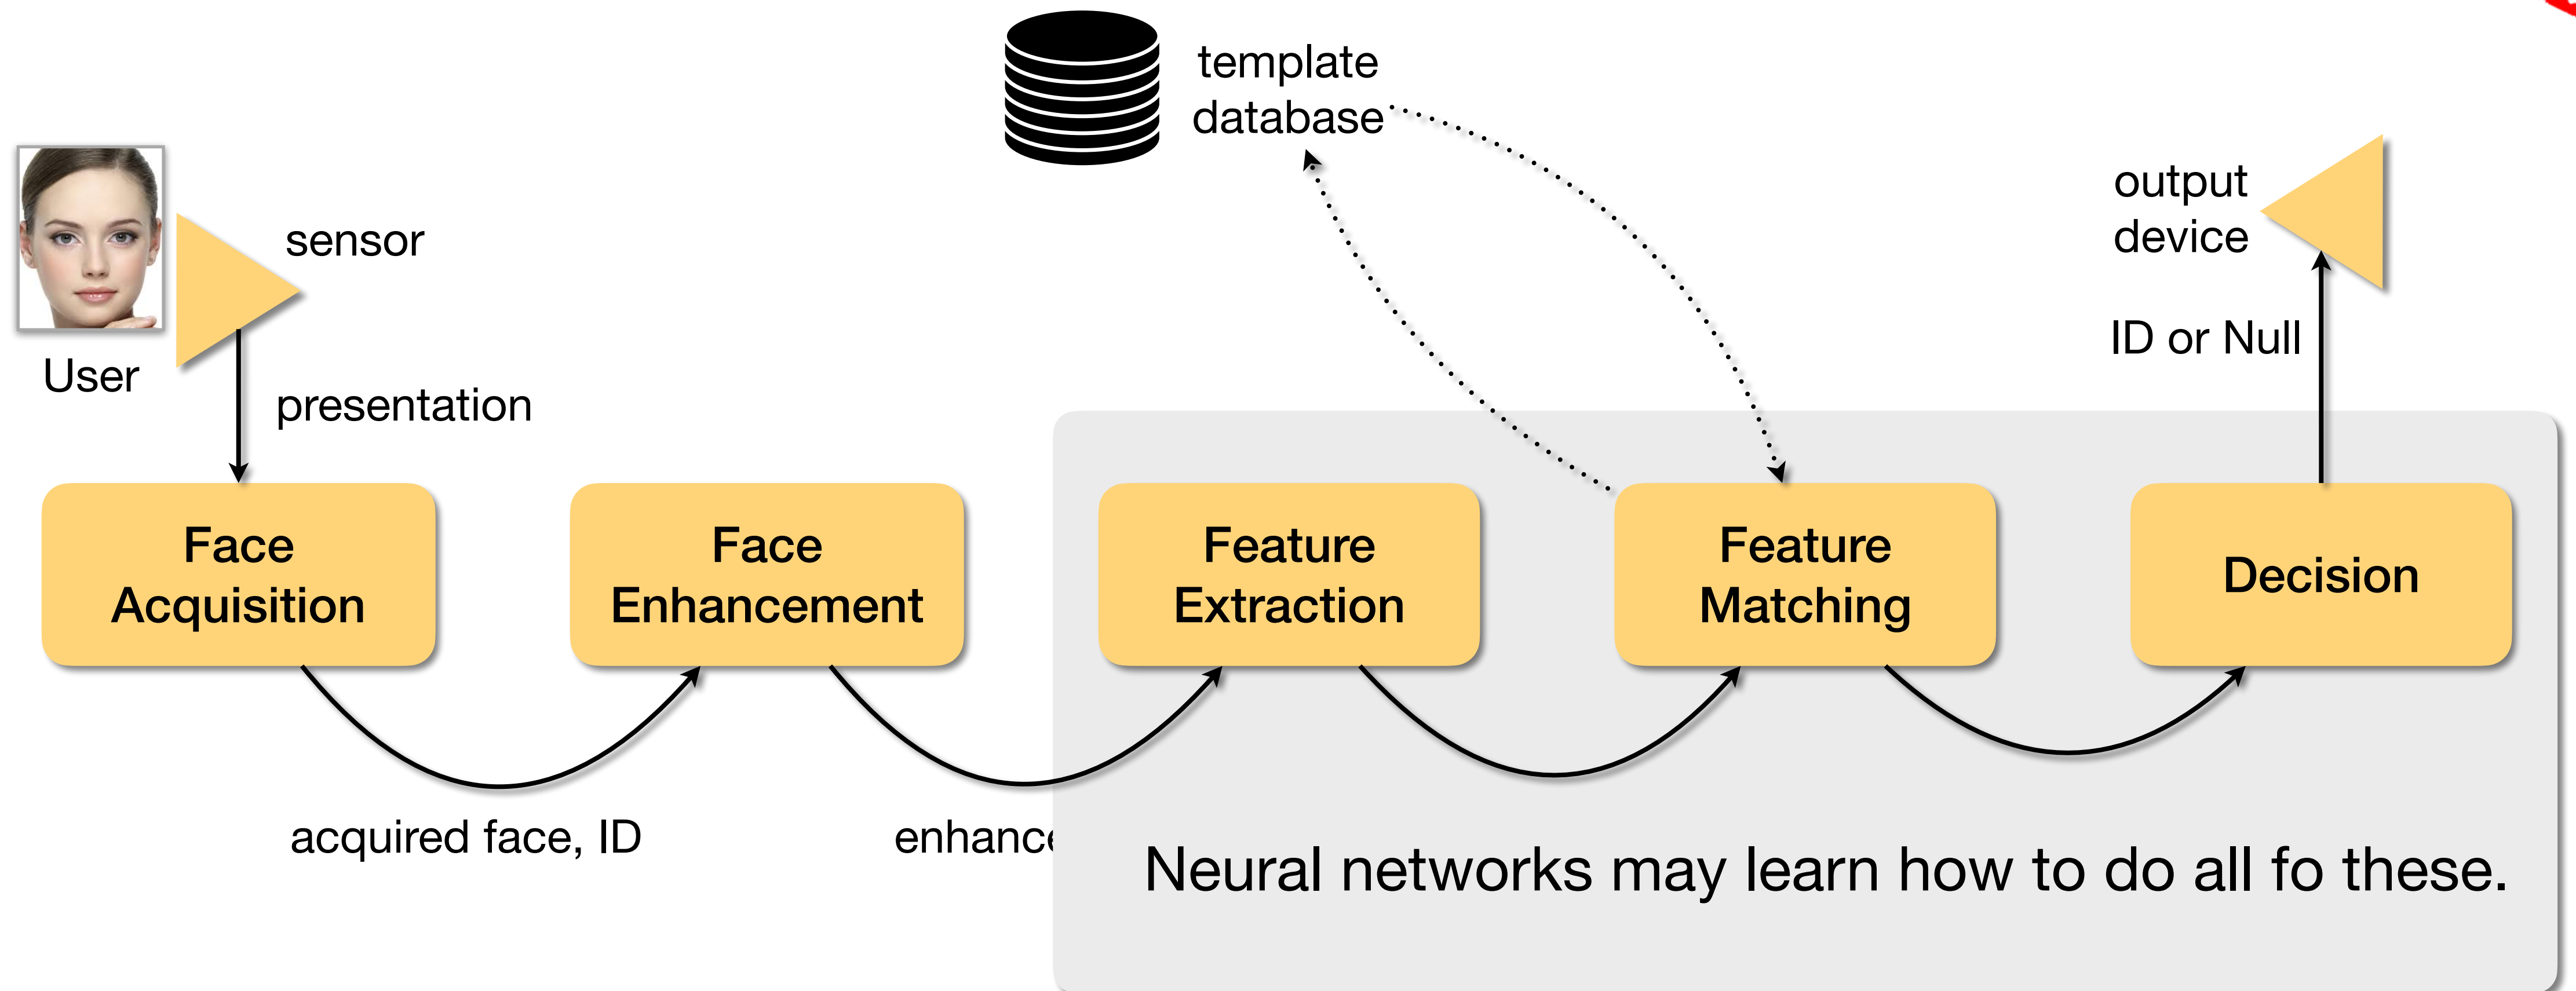 template
database
sensor
User
presentation
output
device
ID or Null
Face
Acquisition
Face
Enhancement
Feature
Extraction
Feature
Matching
Decision
acquired face, ID
Neural networks may learn how to do all fo these.